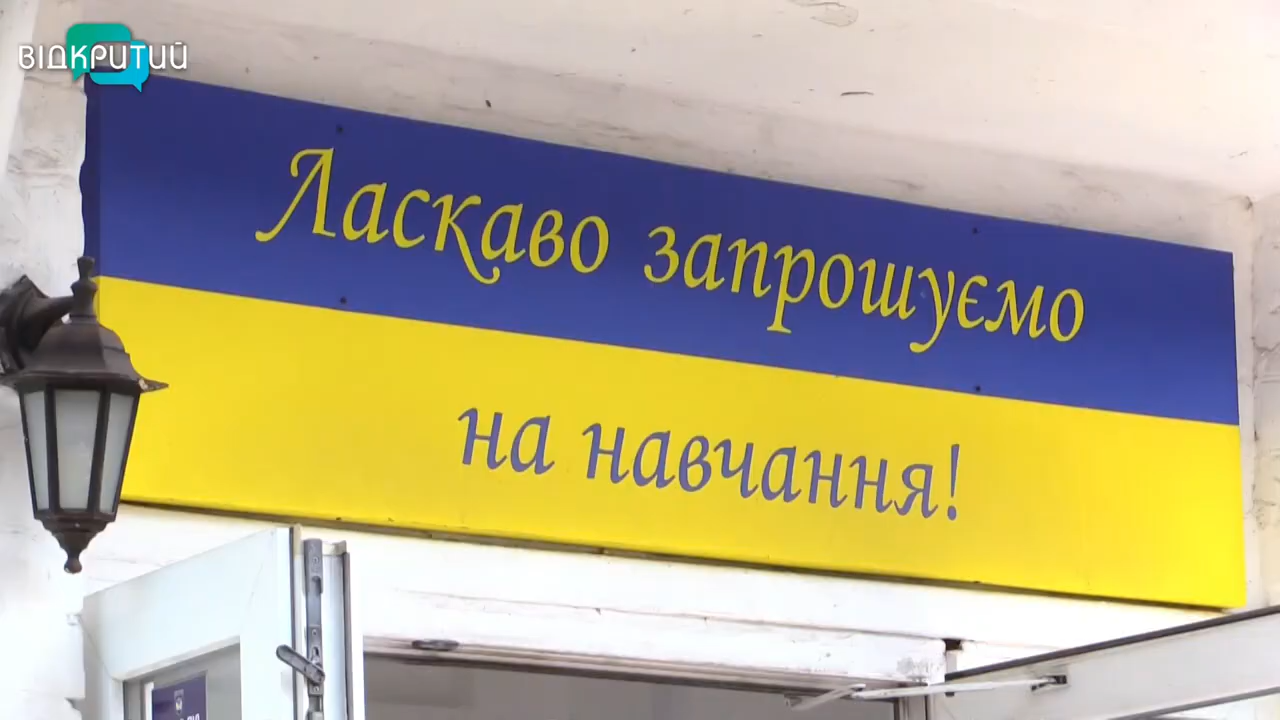 ВІДКРИТИЙ
Ласкаво запрошуємо
на навчання!